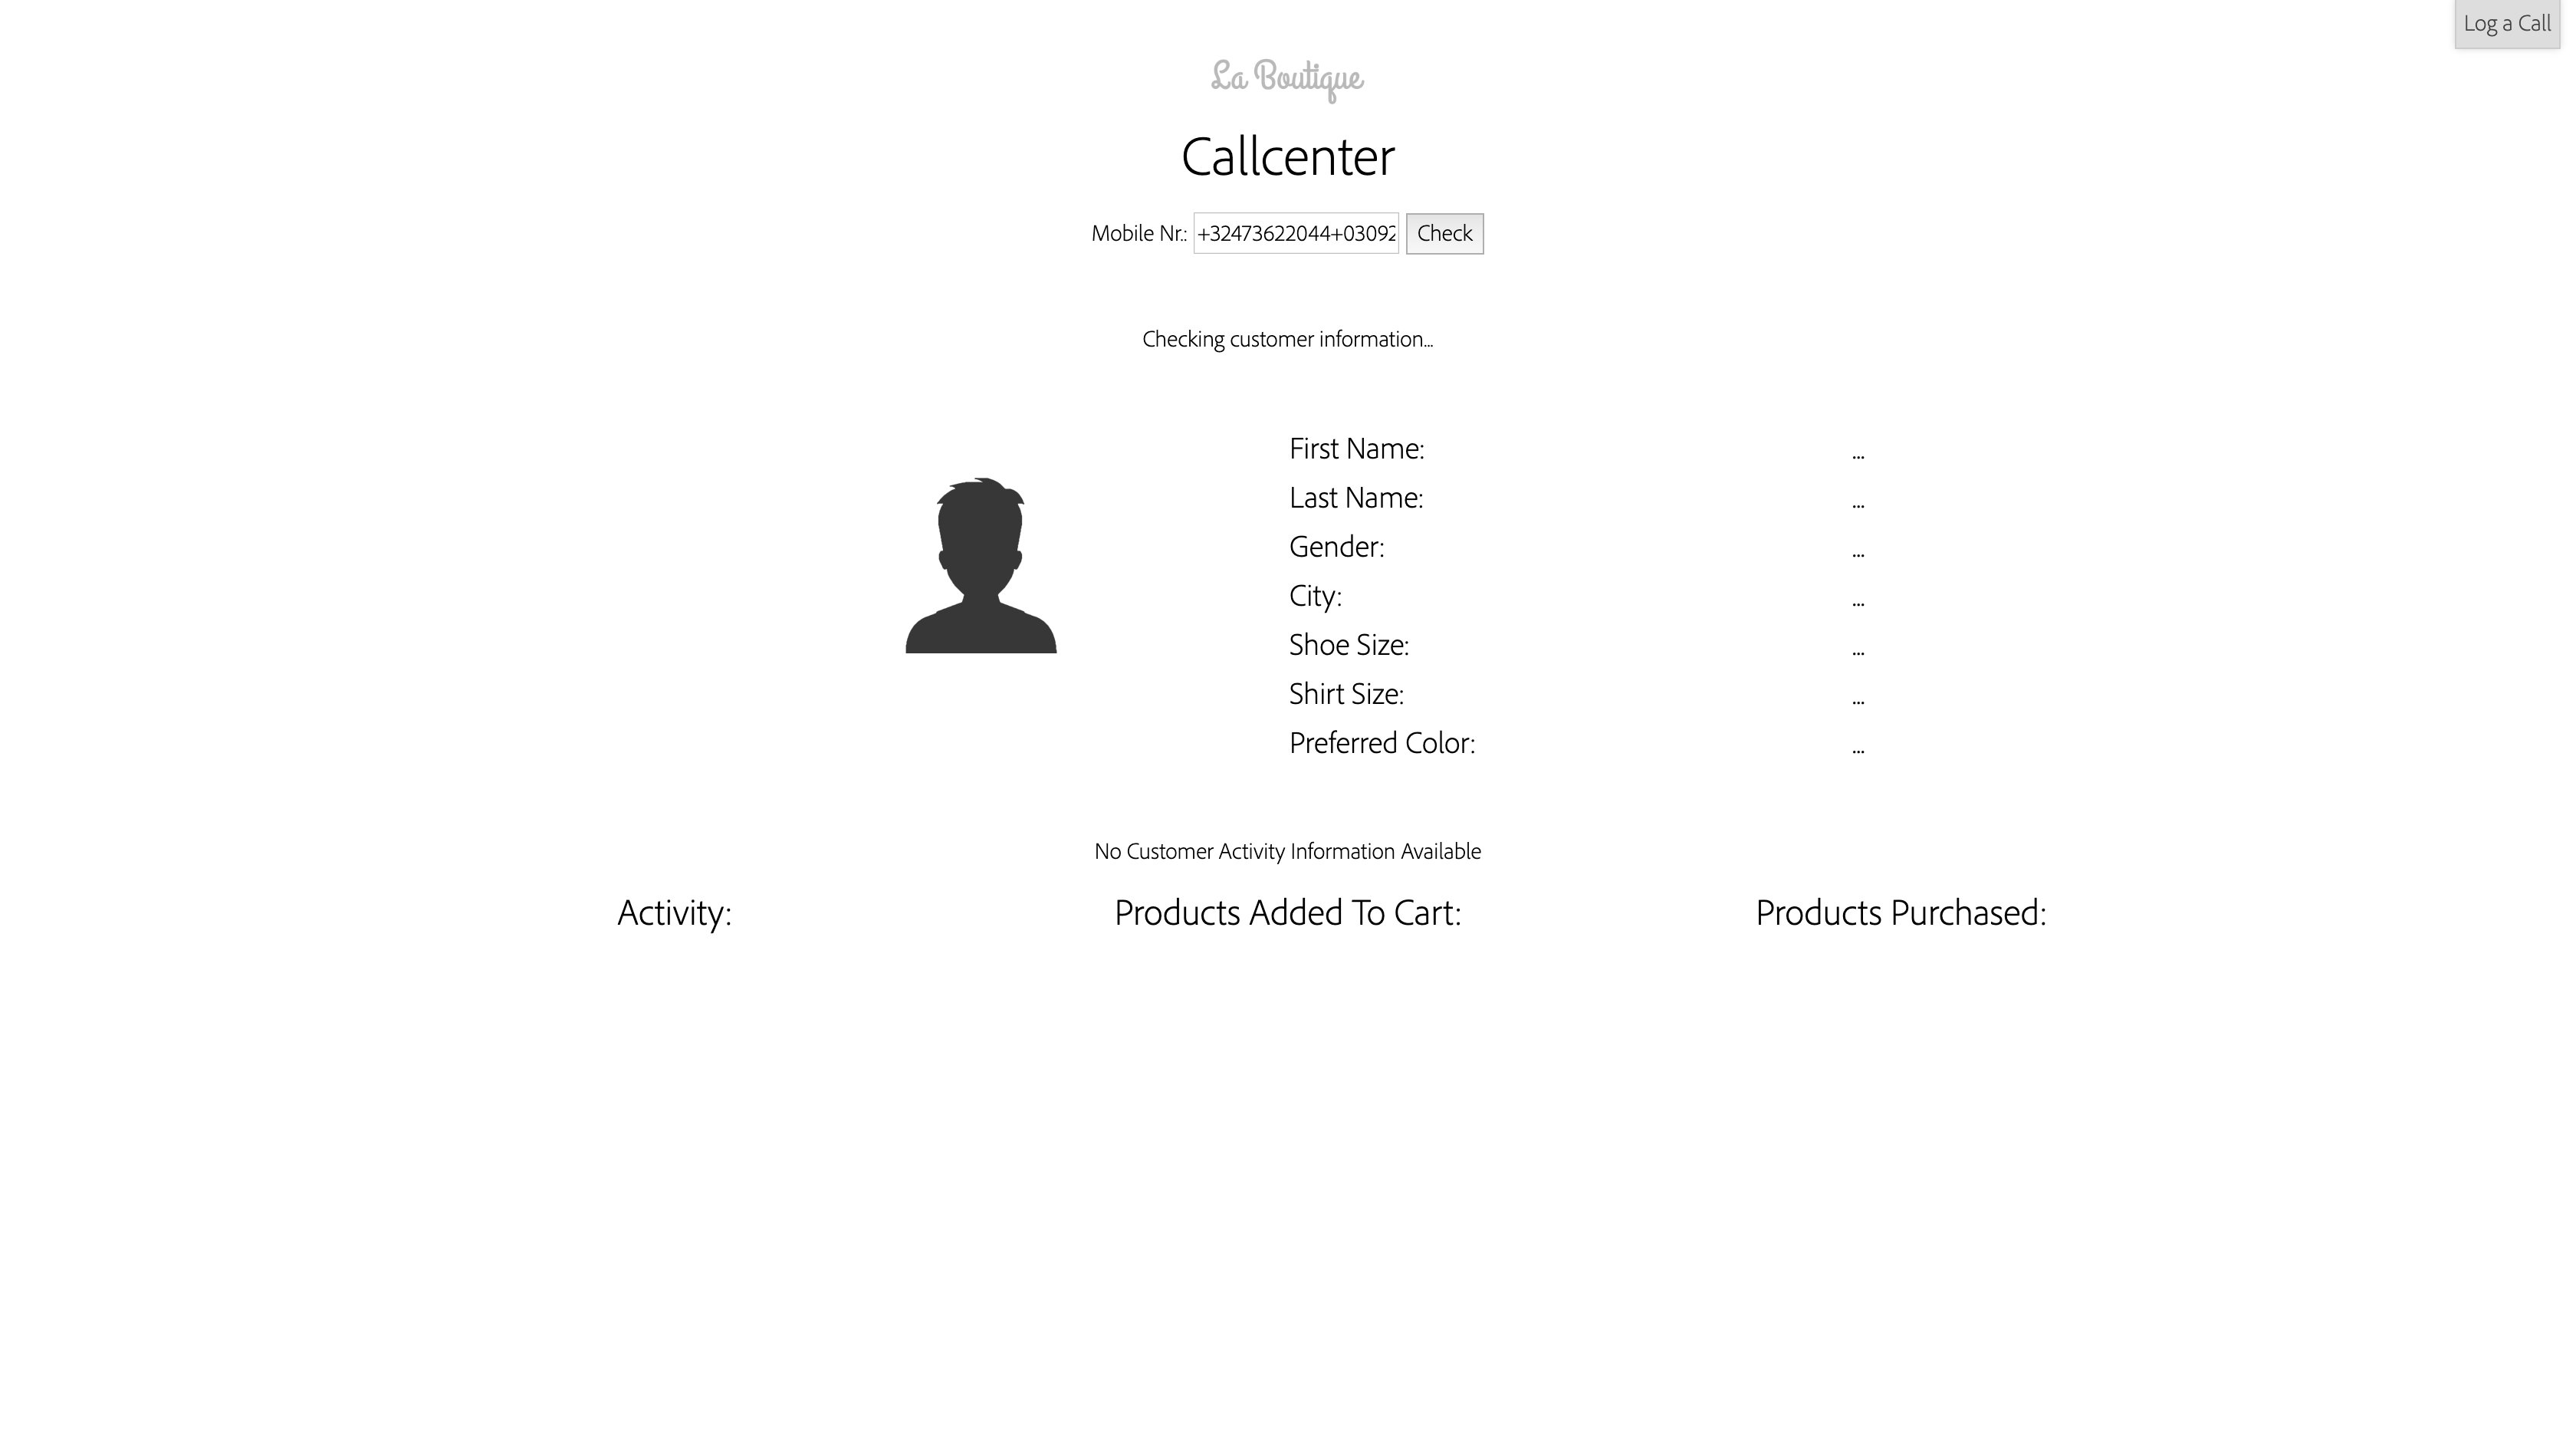 Log a Call
La Boutique
Callcenter
Mobile Nr.: +32473622044+03092 Check
Checking customer information...
First Name: ...
Last Name: ...
Gender: ...
City: ...
Shoe Size: ...
Shirt Size: ...
Preferred Color: ...
No Customer Activity Information Available
Activity: Products Added To Cart: Products Purchased: